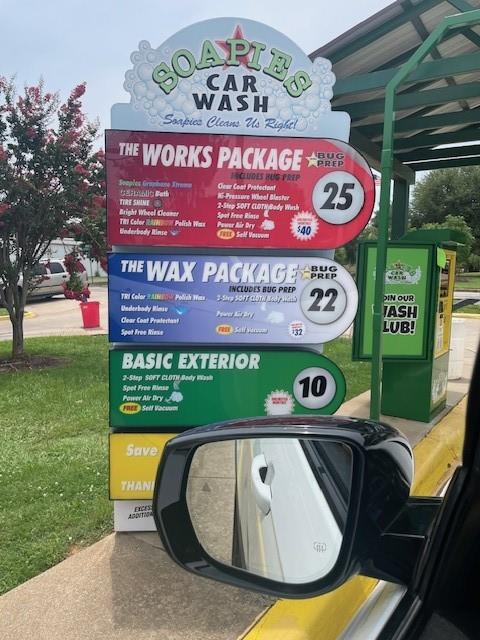 SOAPIES
CAR
WASH
Soapies Cleans Us Right!
THE WORKS PACKAGE
BUG
PREP
INCLUDES BUG PREP
Soapies Graphene Xtreme
CERAMIC Bath
TIRE SHINE
Bright Wheel Cleaner
TRI Color RAINBOW Polish Wax
Underbody Rinse
Clear Coat Protectant
Hi-Pressure Wheel Blaster
2-Step SOFT CLOTH Body Wash
Spot Free Rinse
Power Air Dry
FREE Self Vacuum
25
$40
THE WAX PACKAGE
BUG
PREP
INCLUDES BUG PREP
TRI Color RAINBOW Polish Wax
Underbody Rinse
Clear Coat Protectant
Spot Free Rinse
2-Step SOFT CLOTH Body Wash
Power Air Dry
FREE Self Vacuum
22
$32
BASIC EXTERIOR
2-Step SOFT CLOTH Body Wash
Spot Free Rinse
Power Air Dry
FREE Self Vacuum
10
Save
THAN
EXCESS
ADDITION
CAR WASH
OIN OUR
WASH
CLUB!